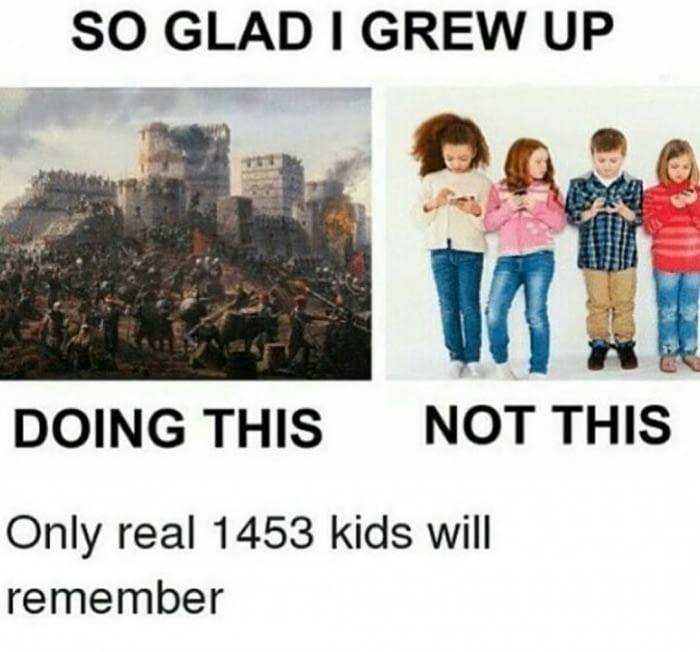 SO GLAD I GREW UP
DOING THIS
NOT THIS
Only real 1453 kids will
remember